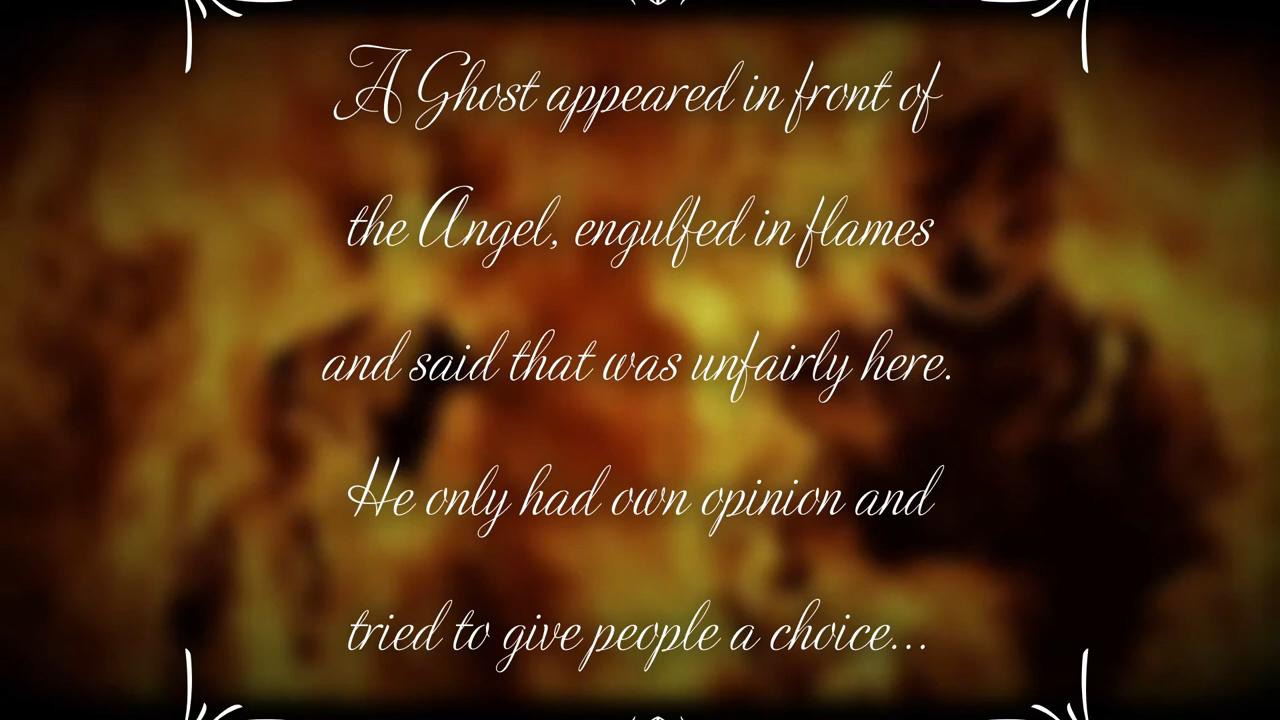 A Ghost appeared in front of
the Angel, engulfed in flames
and said that was unfairly here.
He only had own opinion and
tried to give people a choice...